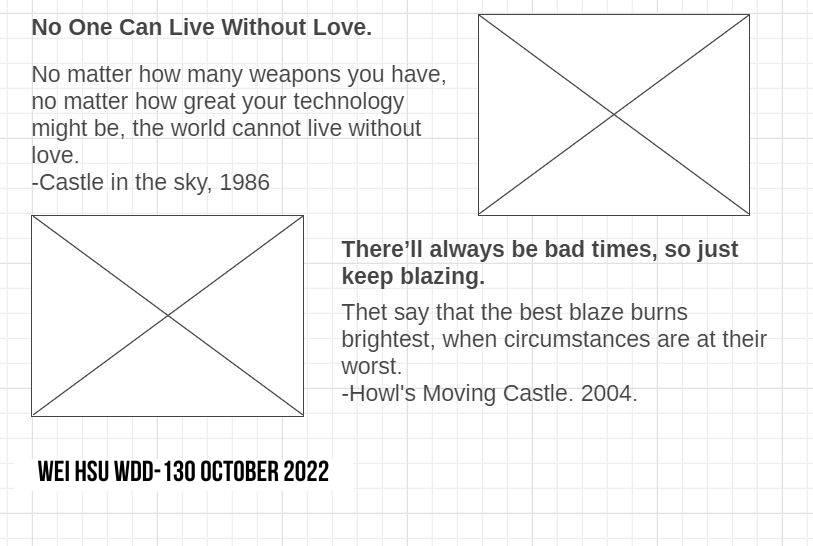 No One Can Live Without Love.
No matter how many weapons you have,
no matter how great your technology
might be, the world cannot live without
love.
-Castle in the sky, 1986
There’ll always be bad times, so just
keep blazing.
Thet say that the best blaze burns
brightest, when circumstances are at their
worst.
-Howl's Moving Castle. 2004.
WEI HSU WDD-130 OCTOBER 2022